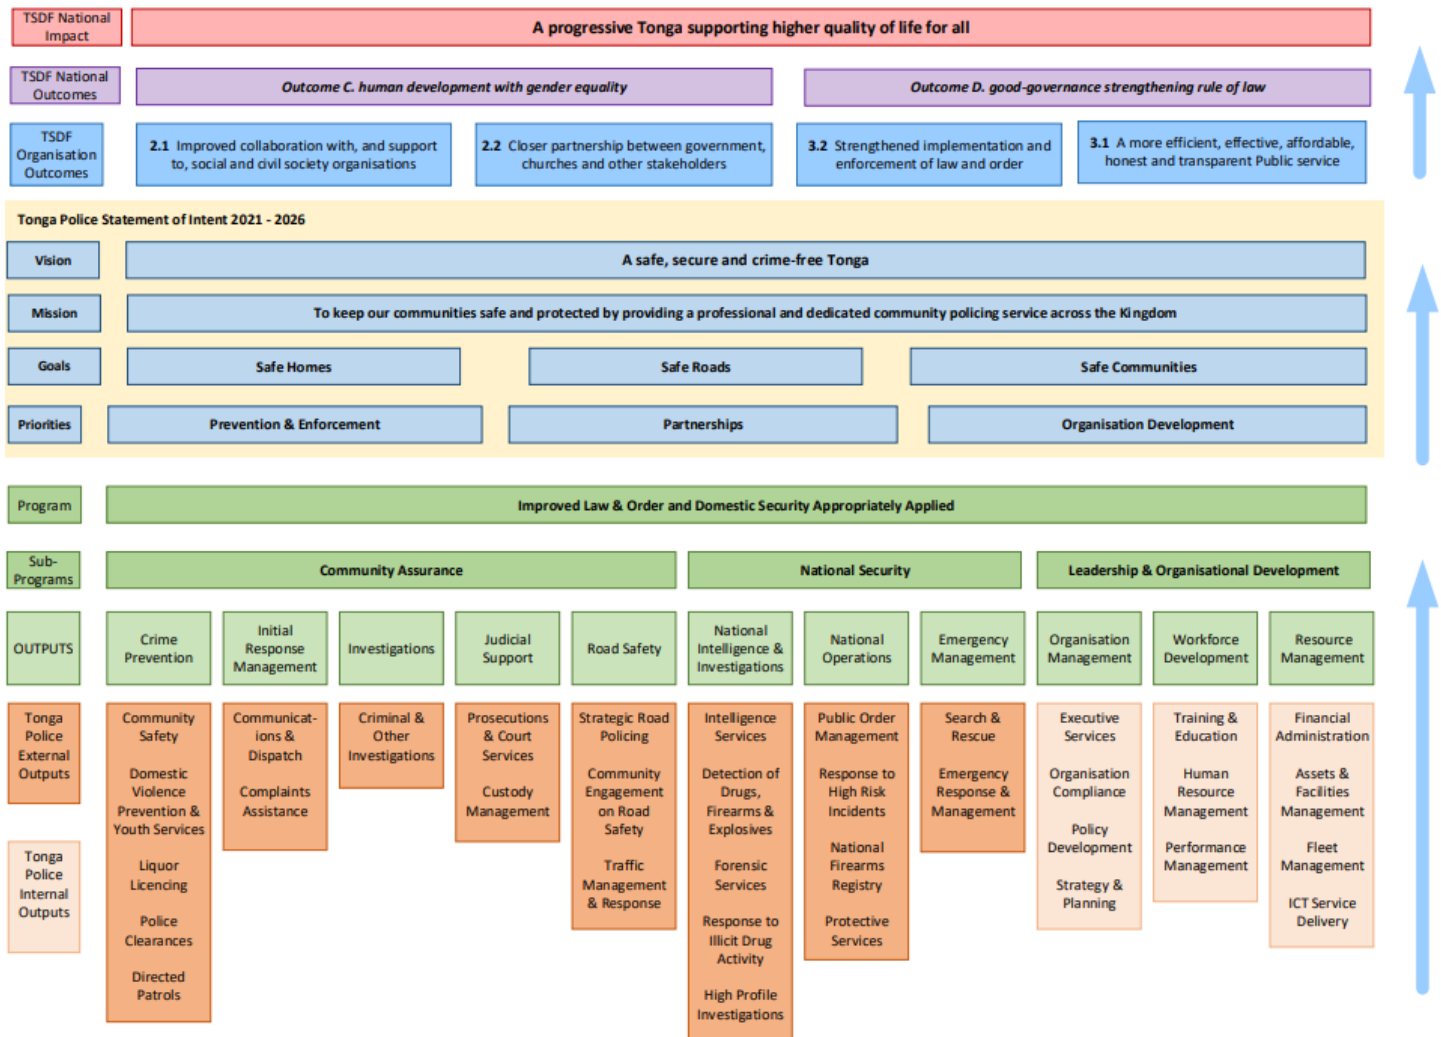 TSDF National
Impact
A progressive Tonga supporting higher quality of life for all
TSDF National
Outcomes
Outcome C. human development with gender equality
Outcome D. good-governance strengthening rule of law
TSDF
Organisation
Outcomes
2.1 Improved collaboration with, and support
to, social and civil society organisations
2.2 Closer partnership between government,
churches and other stakeholders
3.2 Strengthened implementation and
enforcement of law and order
3.1 A more efficient, effective, affordable,
honest and transparent Public service
Tonga Police Statement of Intent 2021 - 2026
Vision
A safe, secure and crime-free Tonga
Mission
To keep our communities safe and protected by providing a professional and dedicated community policing service across the Kingdom
Goals
Safe Homes
Safe Roads
Safe Communities
Priorities
Prevention & Enforcement
Partnerships
Organisation Development
Program
Improved Law & Order and Domestic Security Appropriately Applied
Sub-
Programs
Community Assurance
National Security
Leadership & Organisational Development
OUTPUTS
Crime
Prevention
Initial
Response
Management
Investigations
Judicial
Support
Road Safety
National
Intelligence &
Investigations
National
Operations
Emergency
Management
Organisation
Management
Workforce
Development
Resource
Management
Tonga
Police
External
Outputs
Tonga
Police
Internal
Outputs
Community
Safety
Domestic
Violence
Prevention &
Youth Services
Liquor
Licencing
Police
Clearances
Directed
Patrols
Communicat-
ions &
Dispatch
Complaints
Assistance
Criminal &
Other
Investigations
Prosecutions
& Court
Services
Custody
Management
Strategic Road
Policing
Community
Engagement
on Road
Safety
Traffic
Management
& Response
Intelligence
Services
Detection of
Drugs,
Firearms &
Explosives
Forensic
Services
Response to
Illicit Drug
Activity
High Profile
Investigations
Public Order
Management
Response to
High Risk
Incidents
National
Firearms
Registry
Protective
Services
Search &
Rescue
Emergency
Response &
Management
Executive
Services
Organisation
Compliance
Policy
Development
Strategy &
Planning
Training &
Education
Human
Resource
Management
Performance
Management
Financial
Administration
Assets &
Facilities
Management
Fleet
Management
ICT Service
Delivery